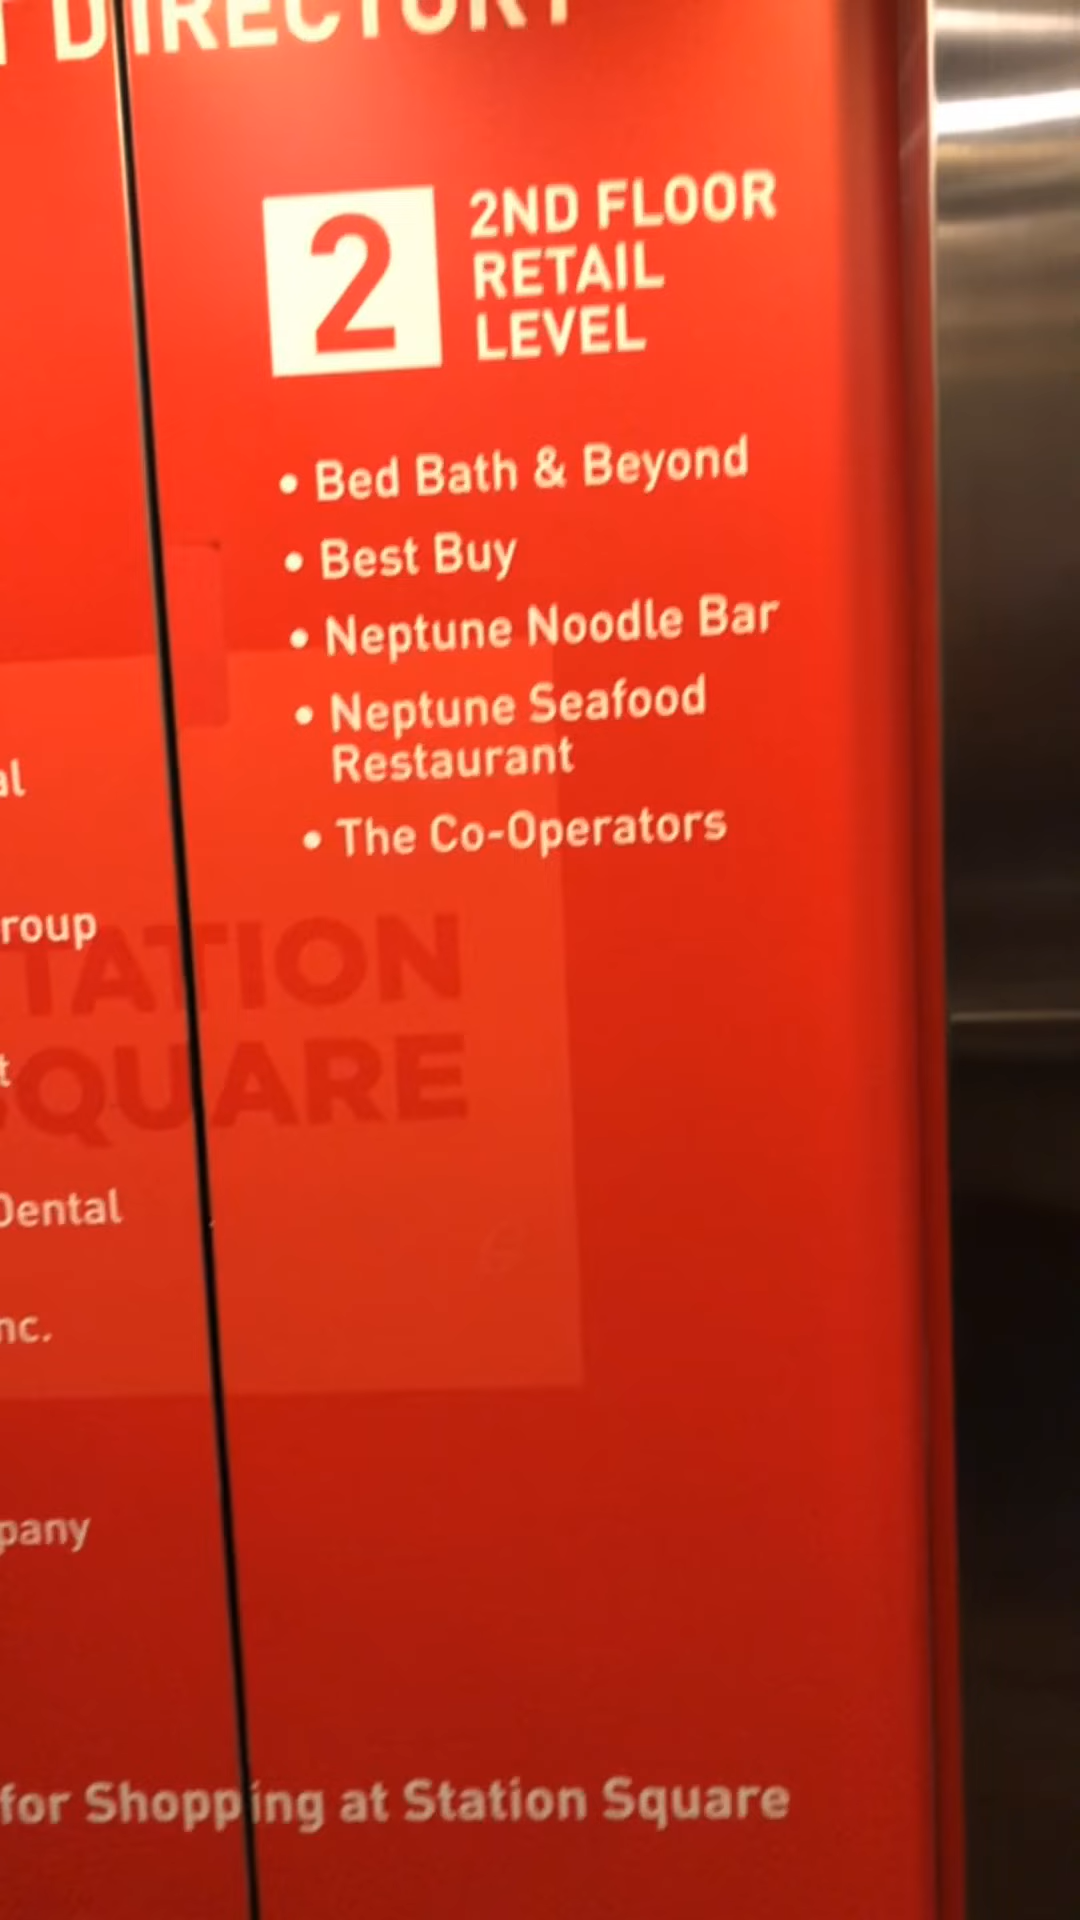 DIRECTORY
2
2ND FLOOR
RETAIL
LEVEL
• Bed Bath & Beyond
• Best Buy
• Neptune Noodle Bar
• Neptune Seafood
Restaurant
• The Co-Operators
al
roup
TATION
QUARE
t
Dental
nc.
pany
for Shopping at Station Square